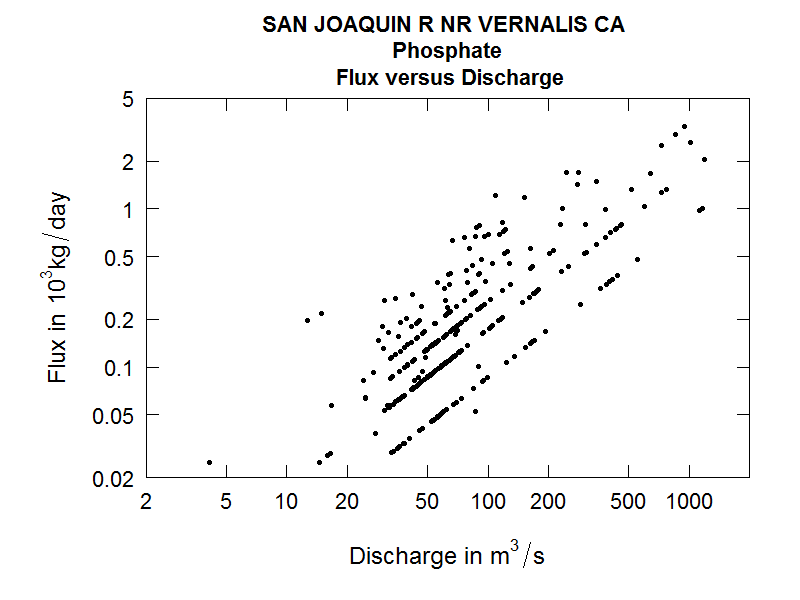 SAN JOAQUIN R NR VERNALIS CA
Phosphate
Flux versus Discharge
5
2
1
0.5
0.2
0.1
0.05
0.02
Flux in 10³kg/day
2 5 10 20 50 100 200 500 1000
Discharge in m³/s